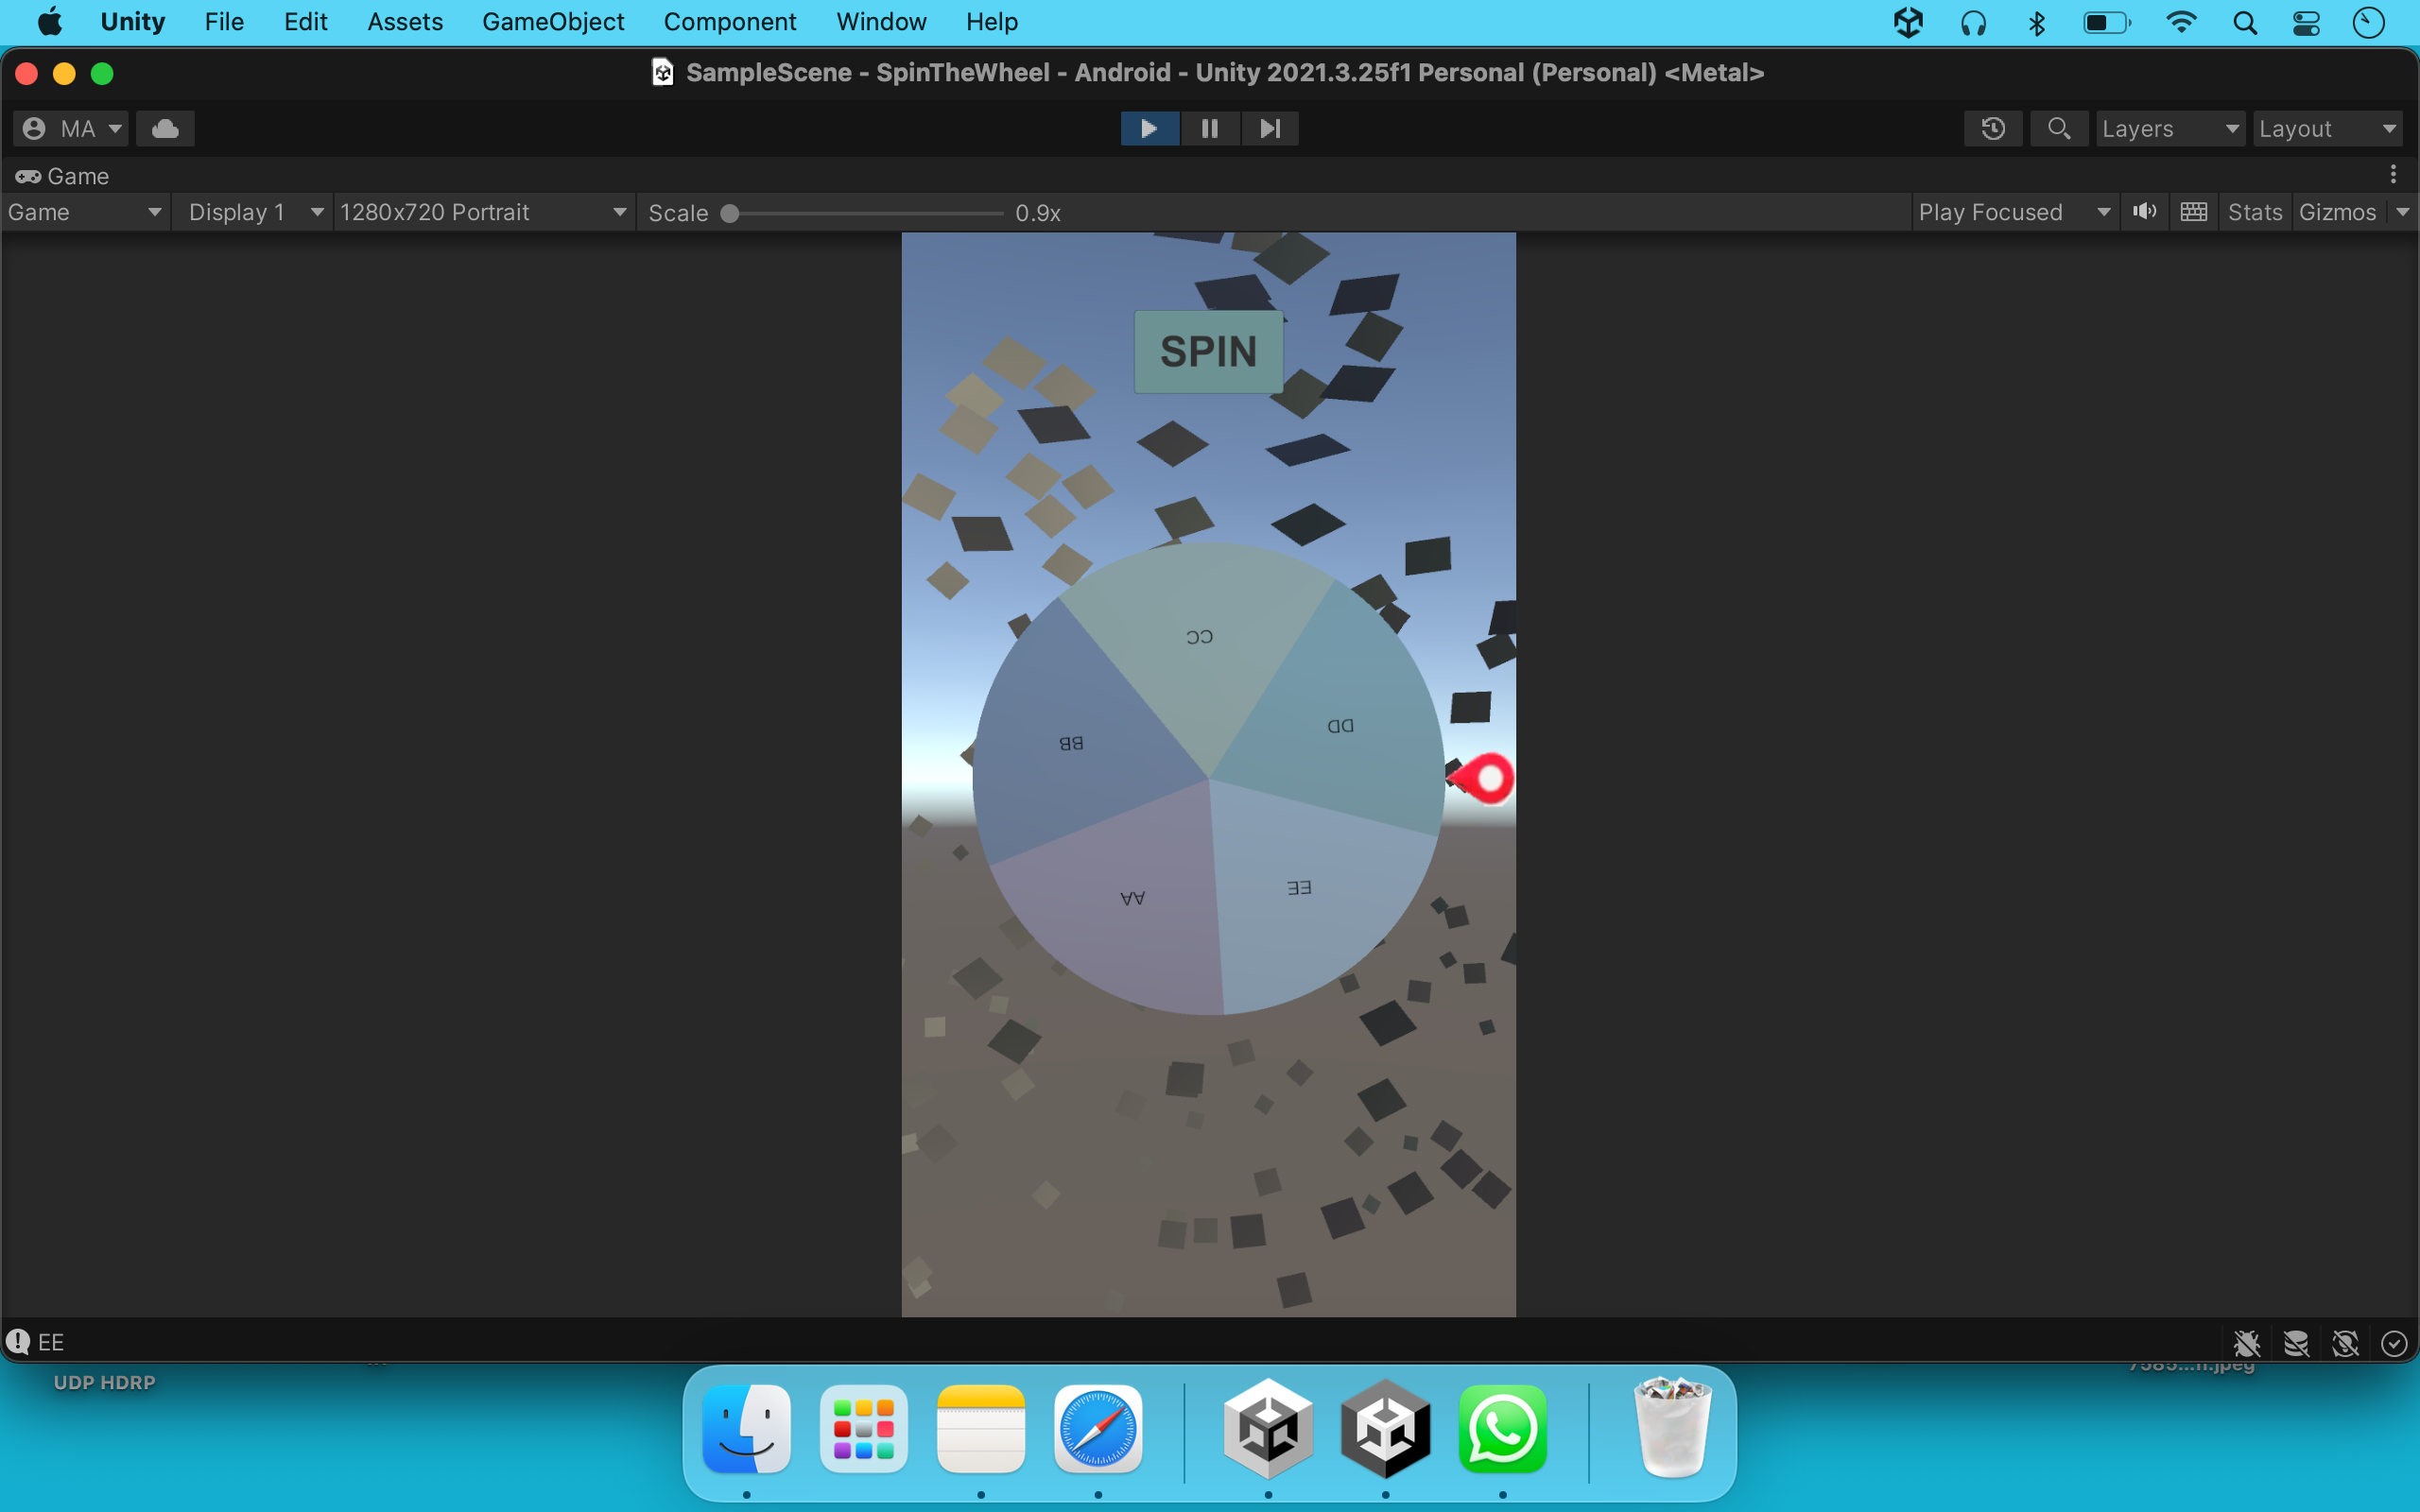 Unity File Edit Assets GameObject Component Window Help
SampleScene - SpinTheWheel - Android - Unity 2021.3.25f1 Personal (Personal) <Metal>
MA
Layers
Layout
Game
Game
Display 1
1280x720 Portrait
Scale
0.9x
Play Focused
Stats
Gizmos
SPIN
CC
DD
BB
EE
AA
EE
UDP HDRP